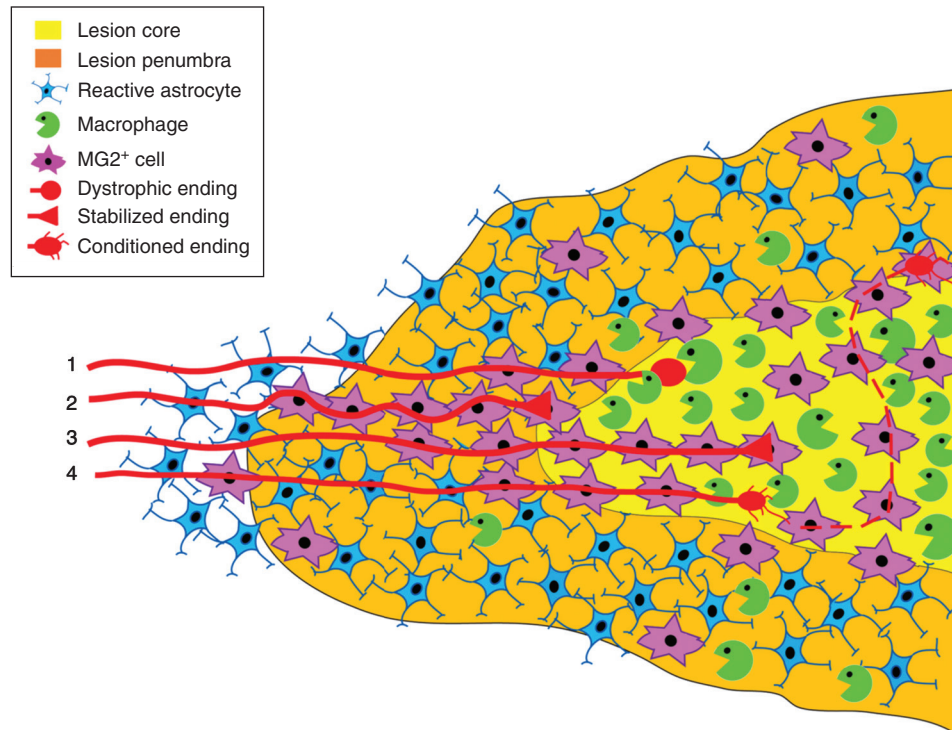 Lesion core
Lesion penumbra
Reactive astrocyte
Macrophage
MG2⁺ cell
Dystrophic ending
Stabilized ending
Conditioned ending
1
2
3
4